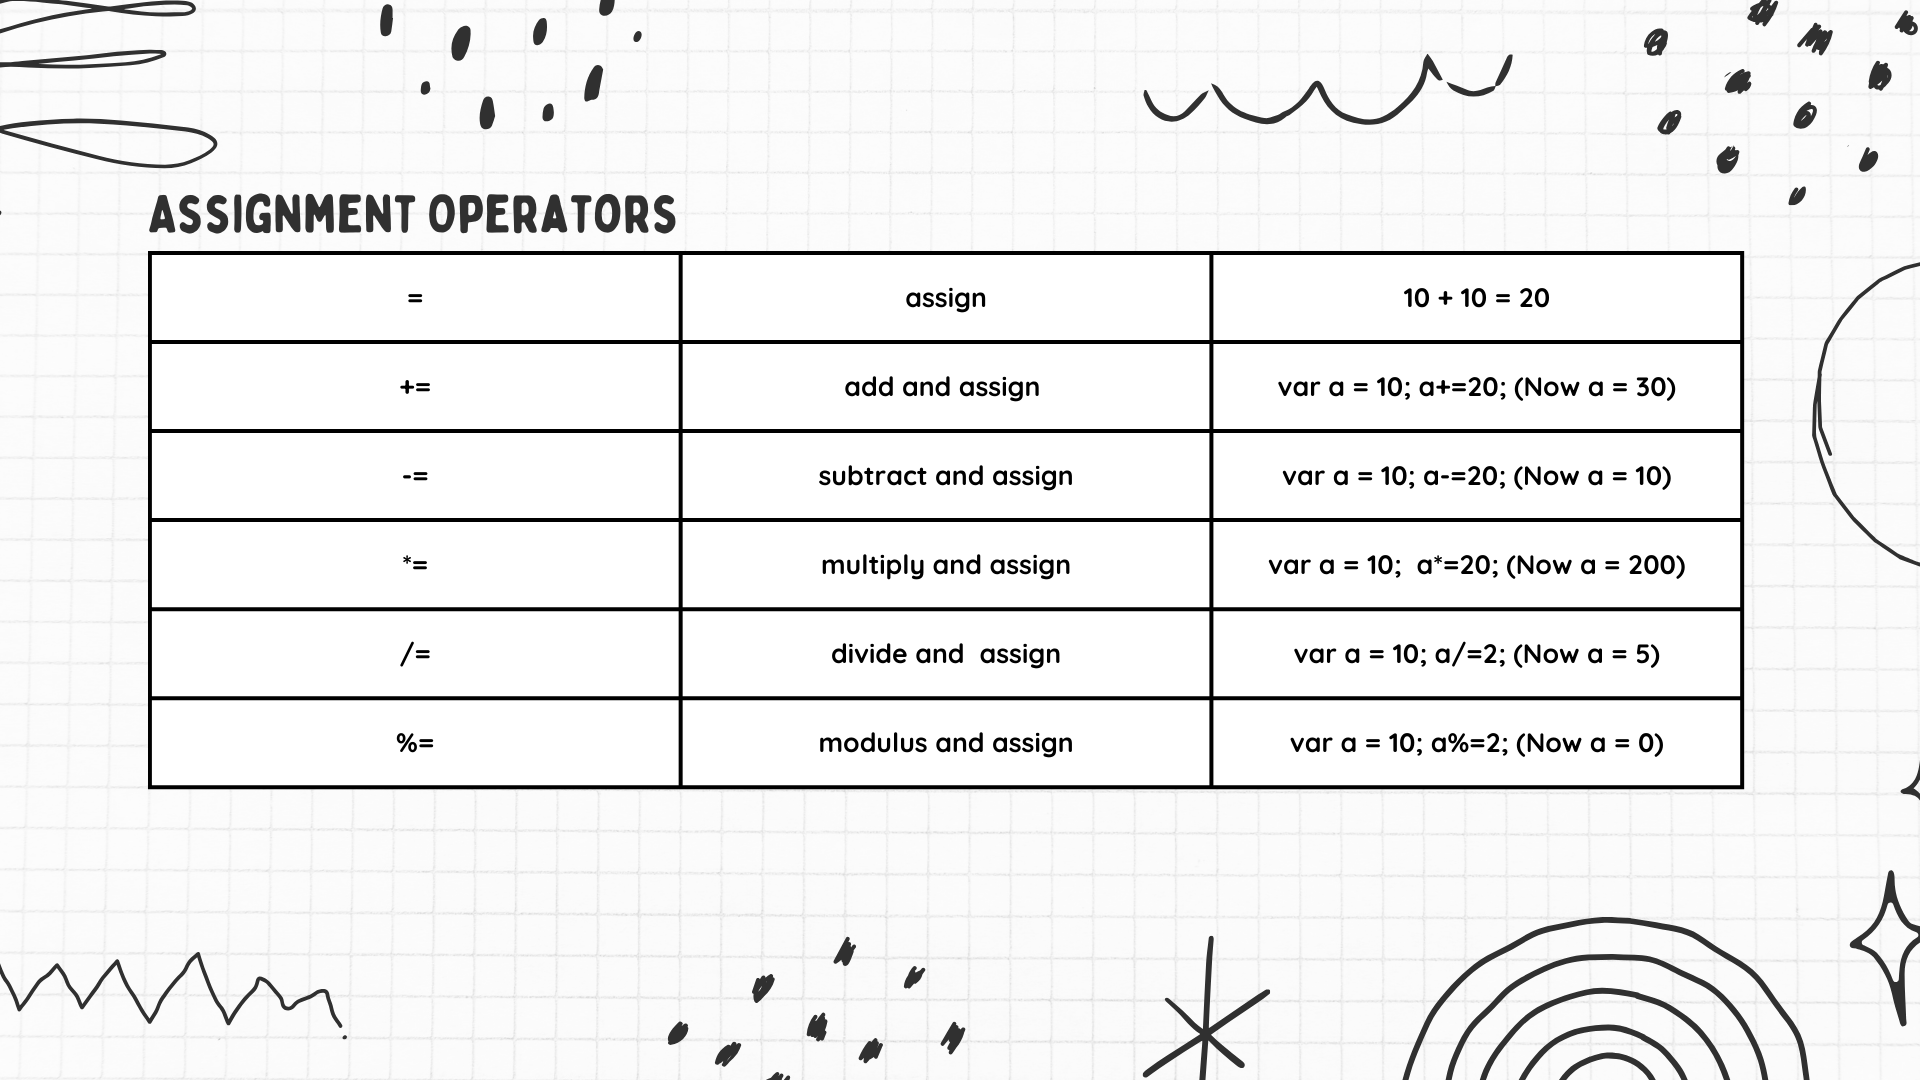 ASSIGNMENT OPERATORS
= assign 10 + 10 = 20
+= add and assign var a = 10; a+=20; (Now a = 30)
-= subtract and assign var a = 10; a-=20; (Now a = 10)
*= multiply and assign var a = 10;  a*=20; (Now a = 200)
/= divide and  assign var a = 10; a/=2; (Now a = 5)
%= modulus and assign var a = 10; a%=2; (Now a = 0)